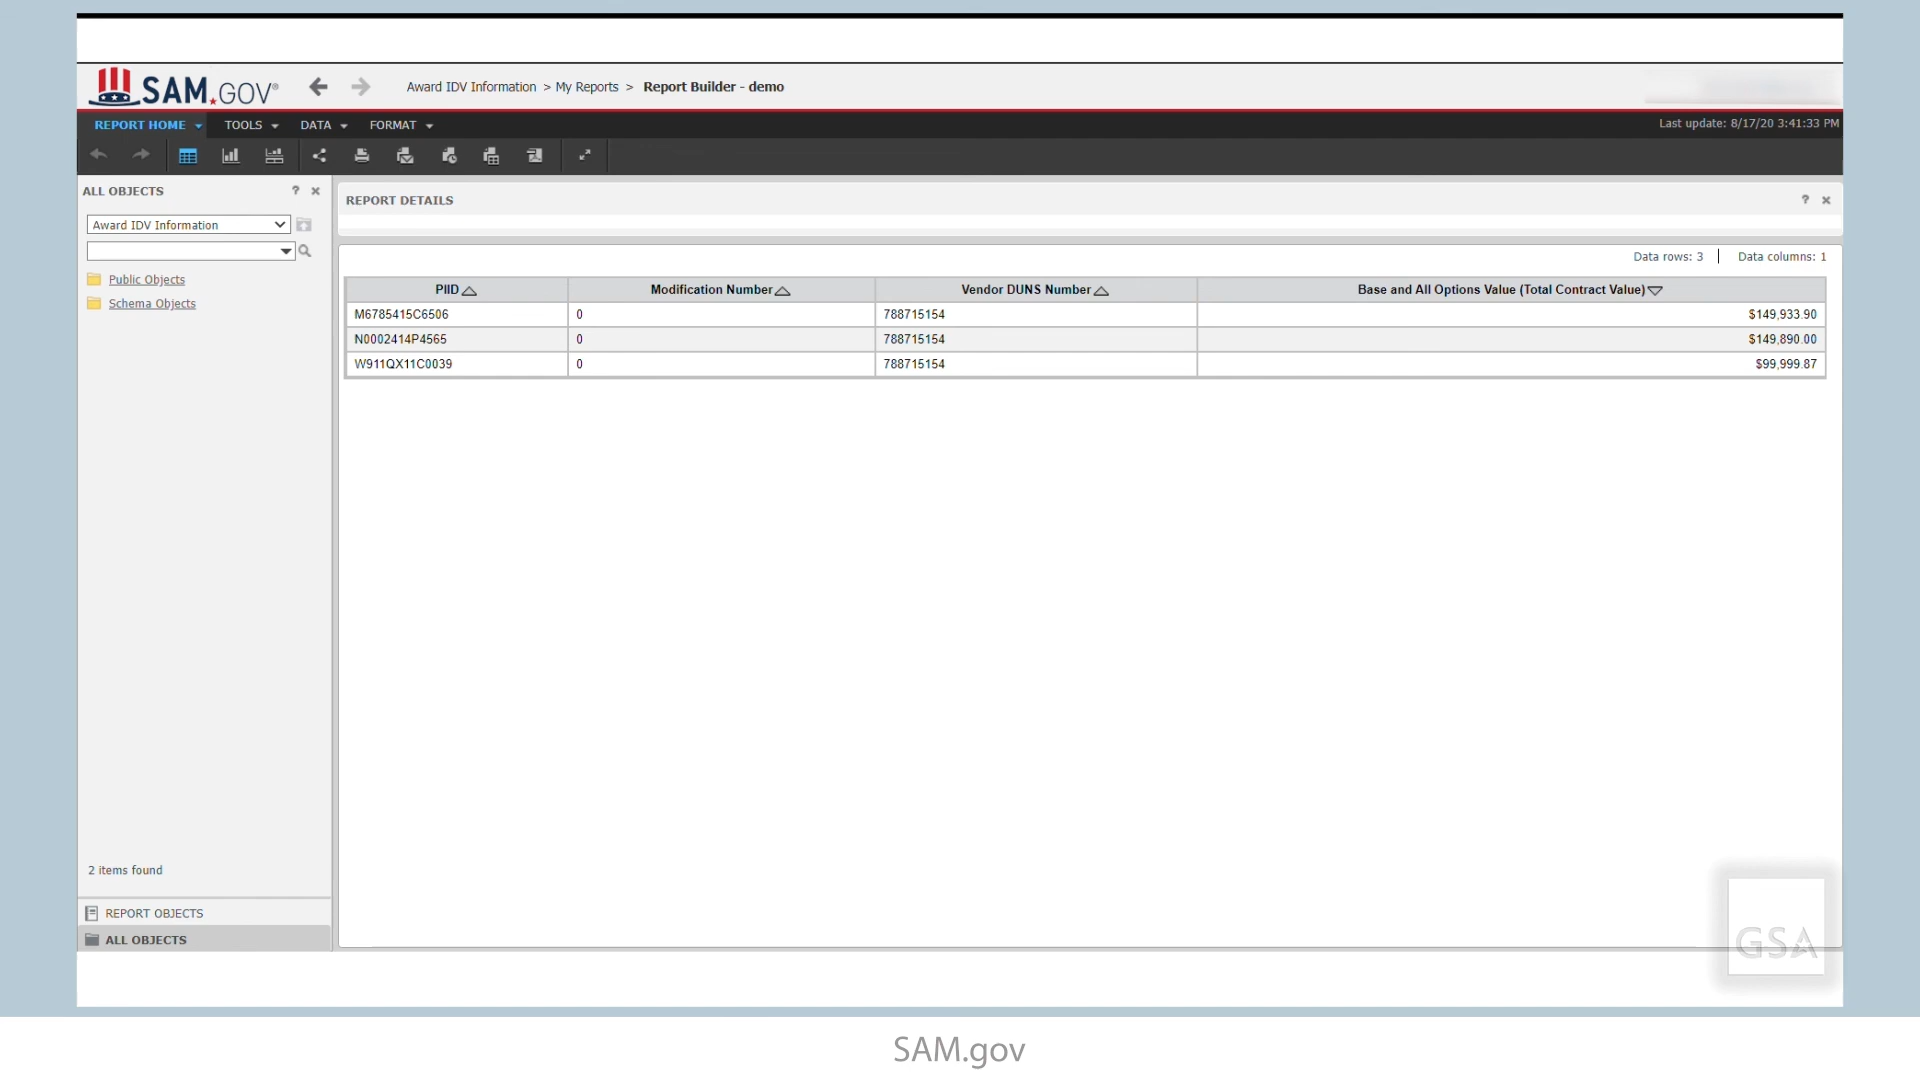 SAM.GOV®
Award IDV Information > My Reports > Report Builder - demo
REPORT HOME TOOLS DATA FORMAT
Last update: 8/17/20 3:41:33 PM
ALL OBJECTS ?
Award IDV Information
Public Objects
Schema Objects
2 items found
REPORT OBJECTS
ALL OBJECTS
REPORT DETAILS ?
Data rows: 3 | Data columns: 1
PIID Modification Number Vendor DUNS Number Base and All Options Value (Total Contract Value)
M6785415C6506 0 788715154 $149,933.90
N0002414P4565 0 788715154 $149,890.00
W911QX11C0039 0 788715154 $99,999.87
GSA
SAM.gov